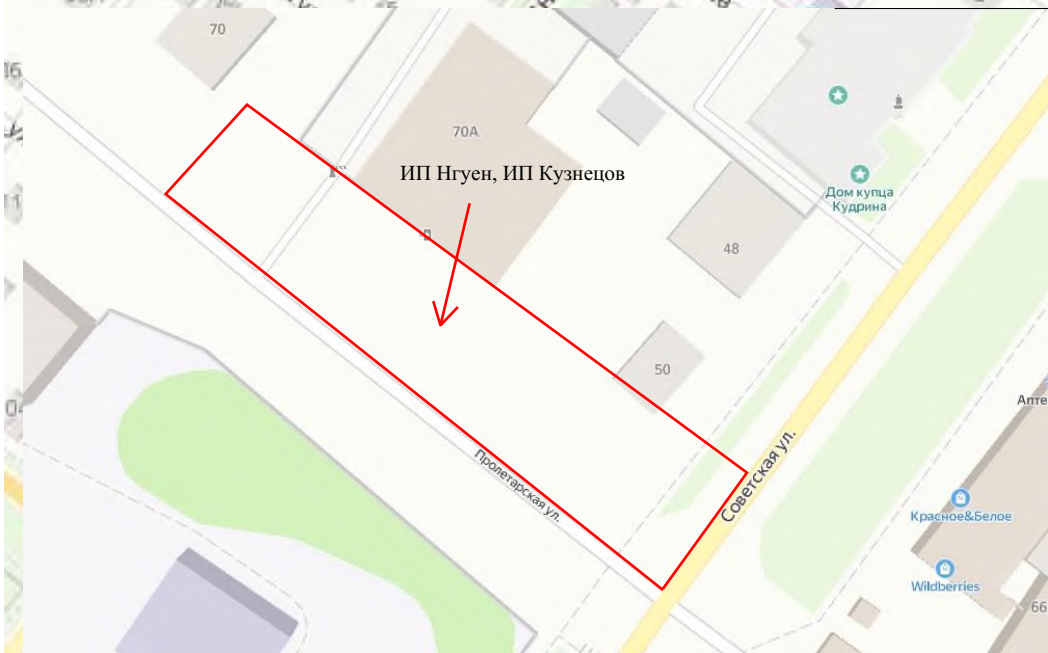 70
70А
ИП Нгуен, ИП Кузнецов
Дом купца
Кудрина
48
50
Апте
Советская ул.
Пролетарская ул.
Красное&Белое
Wildberries
66